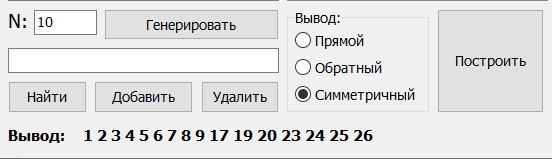 N: 10 Генерировать
Вывод:
Прямой
Обратный
Симметричный
Построить
Найти Добавить Удалить
Вывод: 1 2 3 4 5 6 7 8 9 17 19 20 23 24 25 26